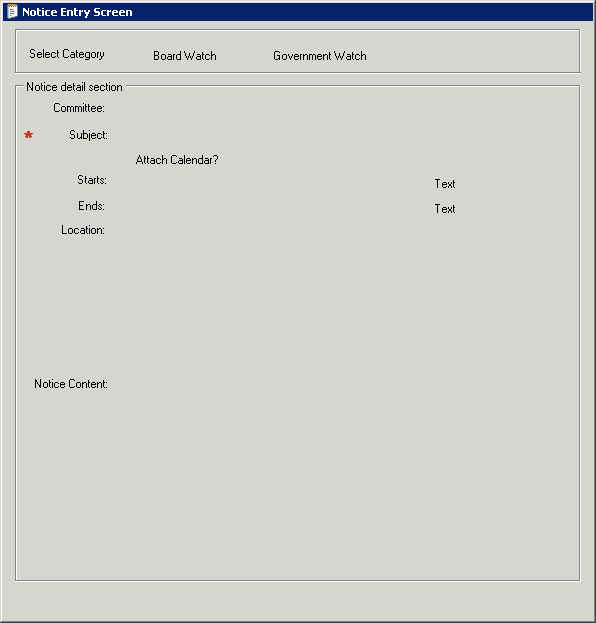 Notice Entry Screen
Select Category Board Watch Government Watch
Notice detail section
Committee:
* Subject:
Attach Calendar?
Starts: Text
Ends: Text
Location:
Notice Content: